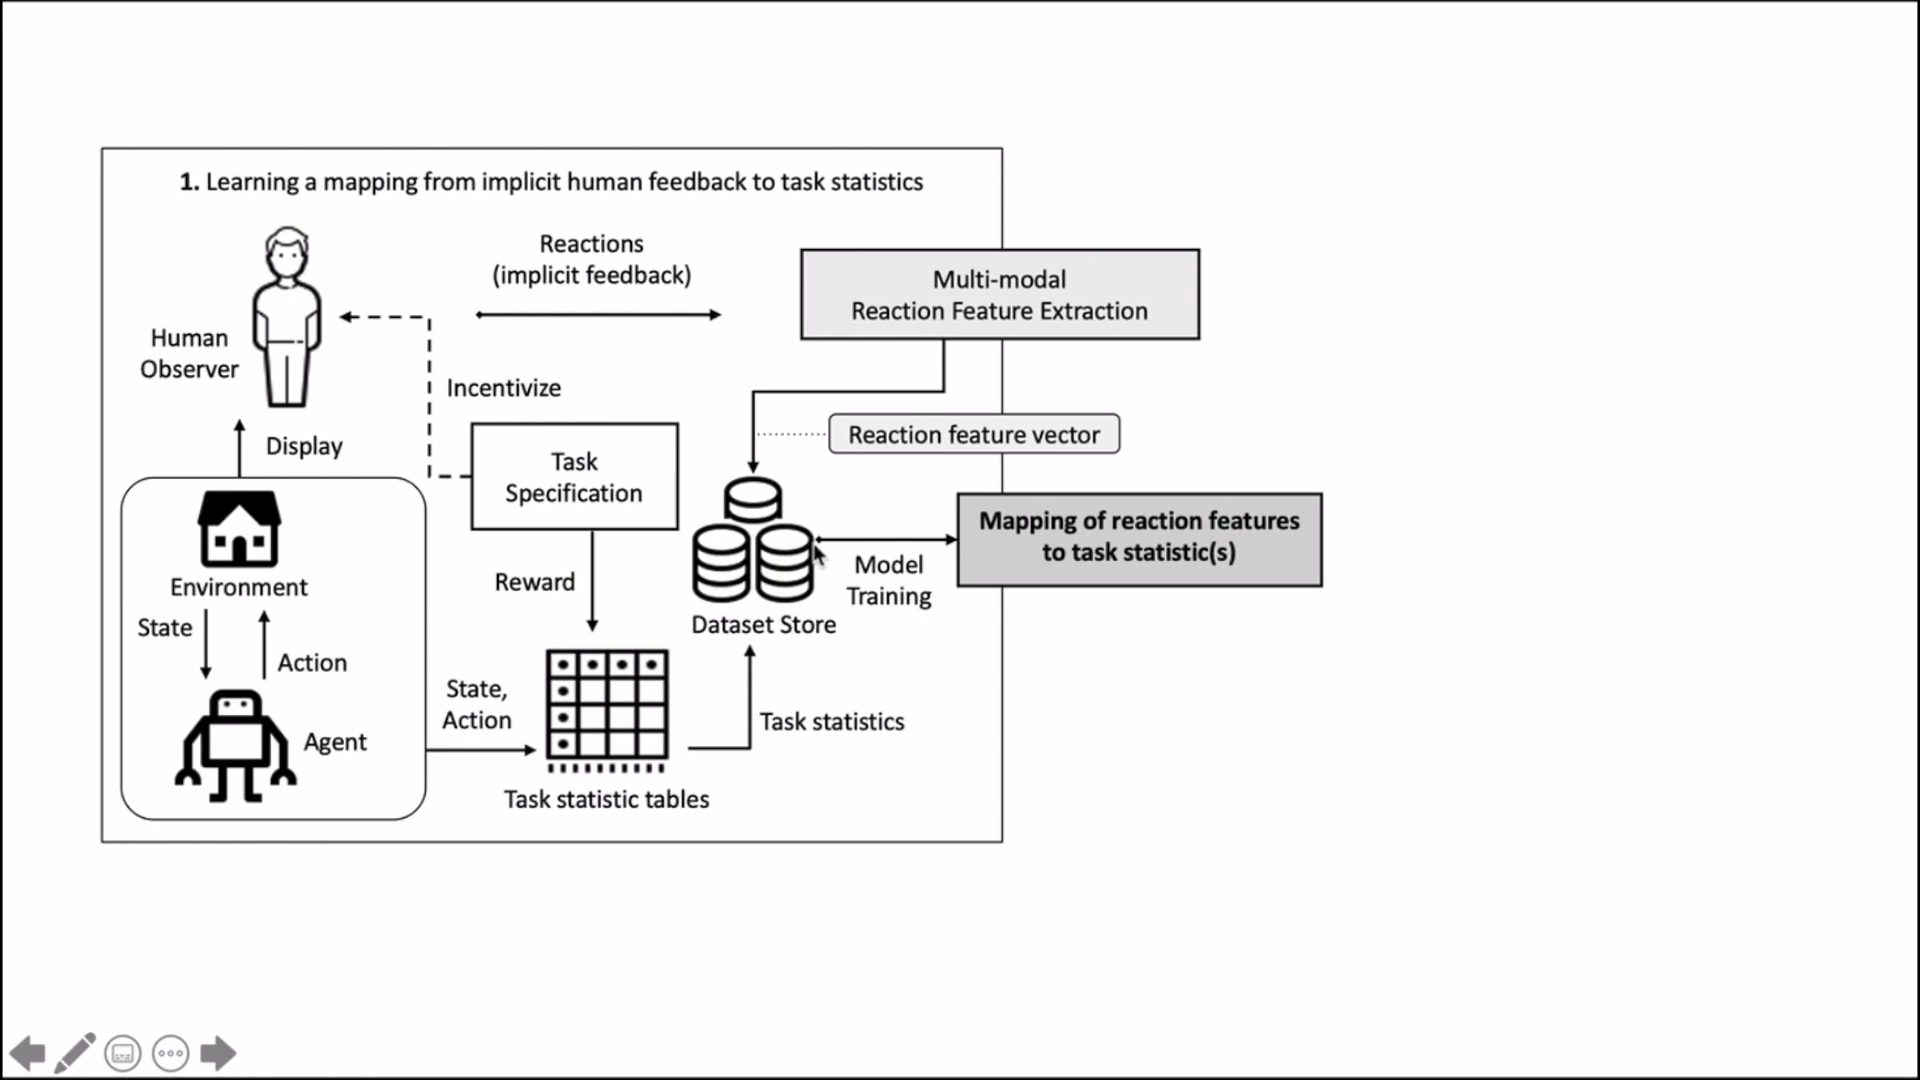 1. Learning a mapping from implicit human feedback to task statistics
Reactions
(implicit feedback)
Multi-modal
Reaction Feature Extraction
Human
Observer
Incentivize
Reaction feature vector
Display
Task
Specification
Mapping of reaction features
to task statistic(s)
Environment
Reward
Model
Training
State
Dataset Store
Action
State,
Action
Task statistics
Agent
Task statistic tables